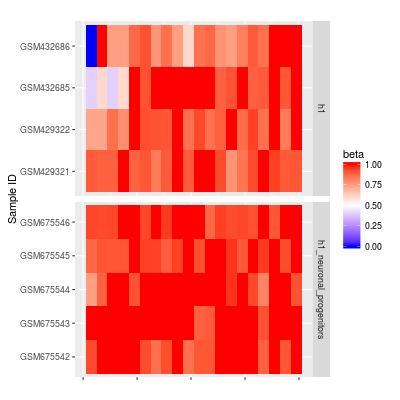 Sample ID
GSM432686
GSM432685
GSM429322
GSM429321
h1
GSM675546
GSM675545
GSM675544
GSM675543
GSM675542
h1_neuronal_progenitors
beta
1.00
0.75
0.50
0.25
0.00